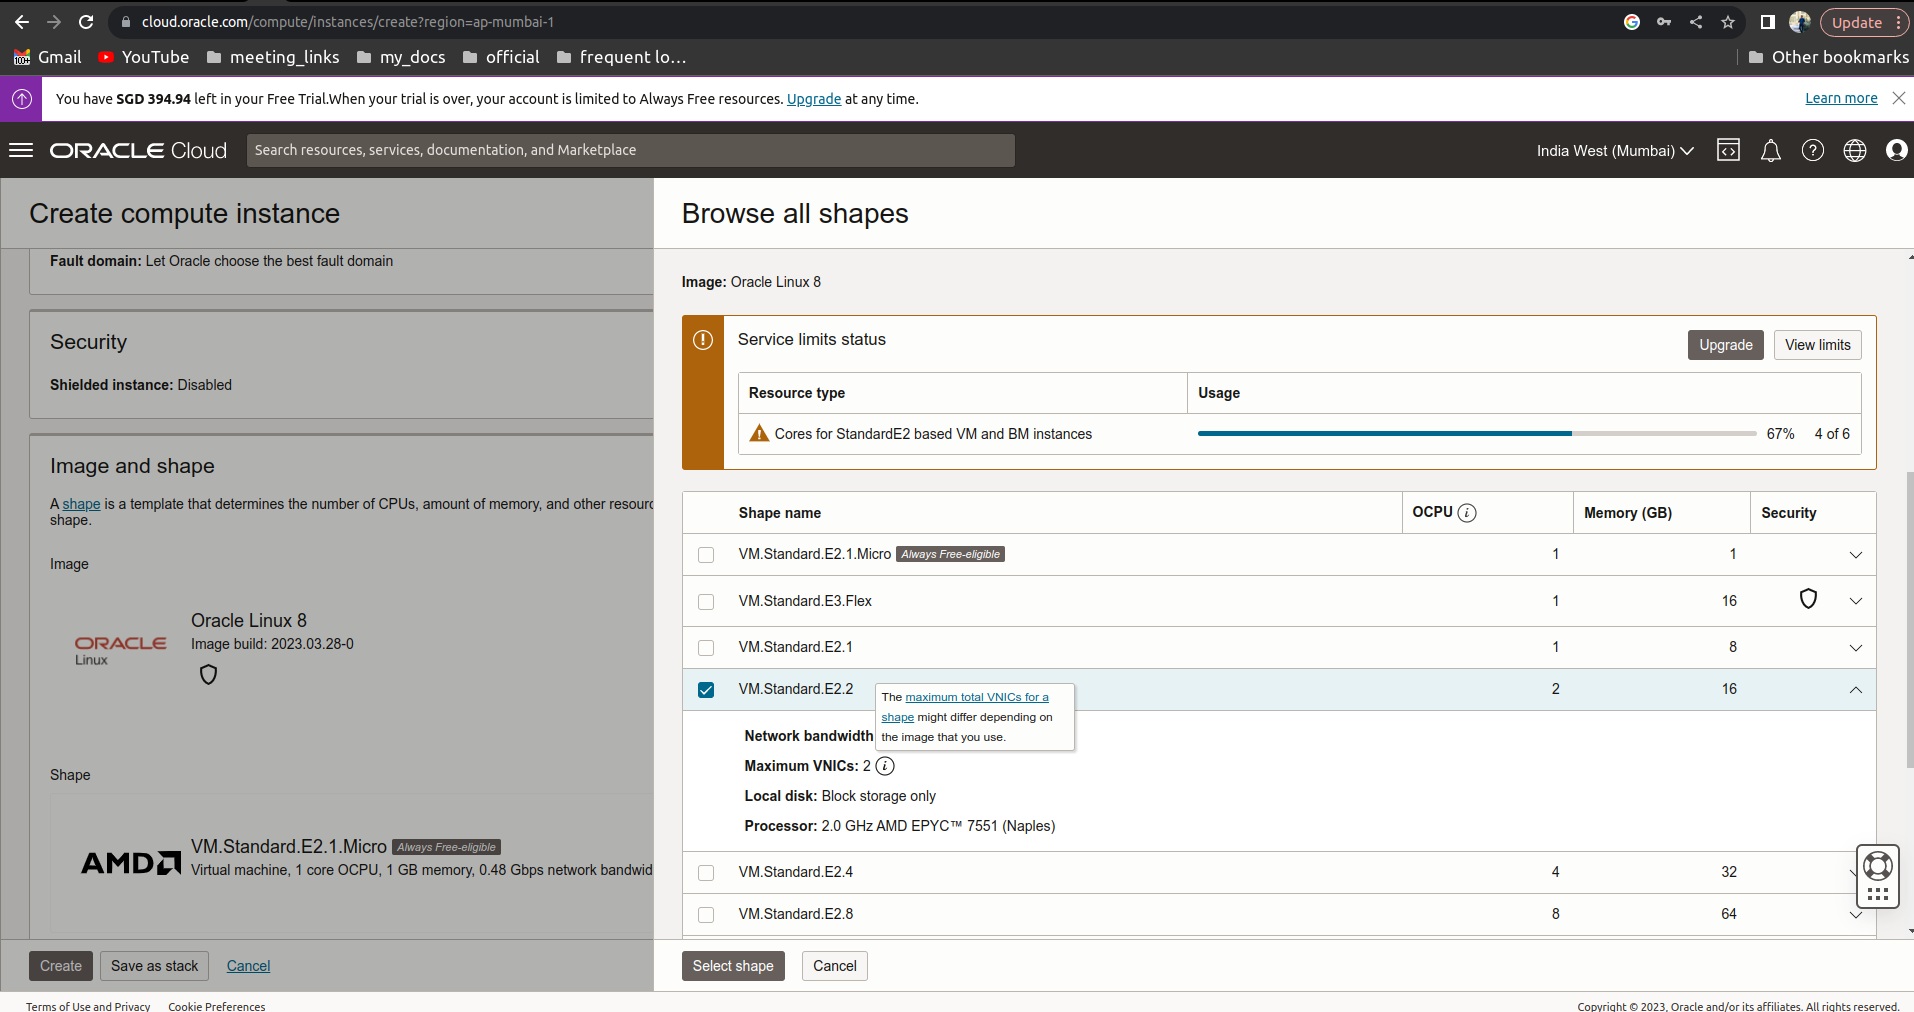 cloud.oracle.com/compute/instances/create?region=ap-mumbai-1
Update
Gmail YouTube meeting_links my_docs official frequent lo... Other bookmarks
You have SGD 394.94 left in your Free Trial.When your trial is over, your account is limited to Always Free resources. Upgrade at any time. Learn more
ORACLE Cloud
Search resources, services, documentation, and Marketplace
India West (Mumbai)
Create compute instance
Fault domain: Let Oracle choose the best fault domain
Security
Shielded instance: Disabled
Image and shape
A shape is a template that determines the number of CPUs, amount of memory, and other resourc
shape.
Image
ORACLE
Linux
Oracle Linux 8
Image build: 2023.03.28-0
Shape
AMD
VM.Standard.E2.1.Micro Always Free-eligible
Virtual machine, 1 core OCPU, 1 GB memory, 0.48 Gbps network bandwid
Create Save as stack Cancel
Browse all shapes
Image: Oracle Linux 8
Service limits status
Upgrade View limits
Resource type Usage
Cores for StandardE2 based VM and BM instances 67% 4 of 6
Shape name OCPU Memory (GB) Security
VM.Standard.E2.1.Micro Always Free-eligible 1 1
VM.Standard.E3.Flex 1 16
VM.Standard.E2.1 1 8
VM.Standard.E2.2 2 16
The maximum total VNICs for a
shape might differ depending on
the image that you use.
Network bandwidth
Maximum VNICs: 2
Local disk: Block storage only
Processor: 2.0 GHz AMD EPYC™ 7551 (Naples)
VM.Standard.E2.4 4 32
VM.Standard.E2.8 8 64
Select shape Cancel
Terms of Use and Privacy Cookie Preferences
Copyright © 2023, Oracle and/or its affiliates. All rights reserved.